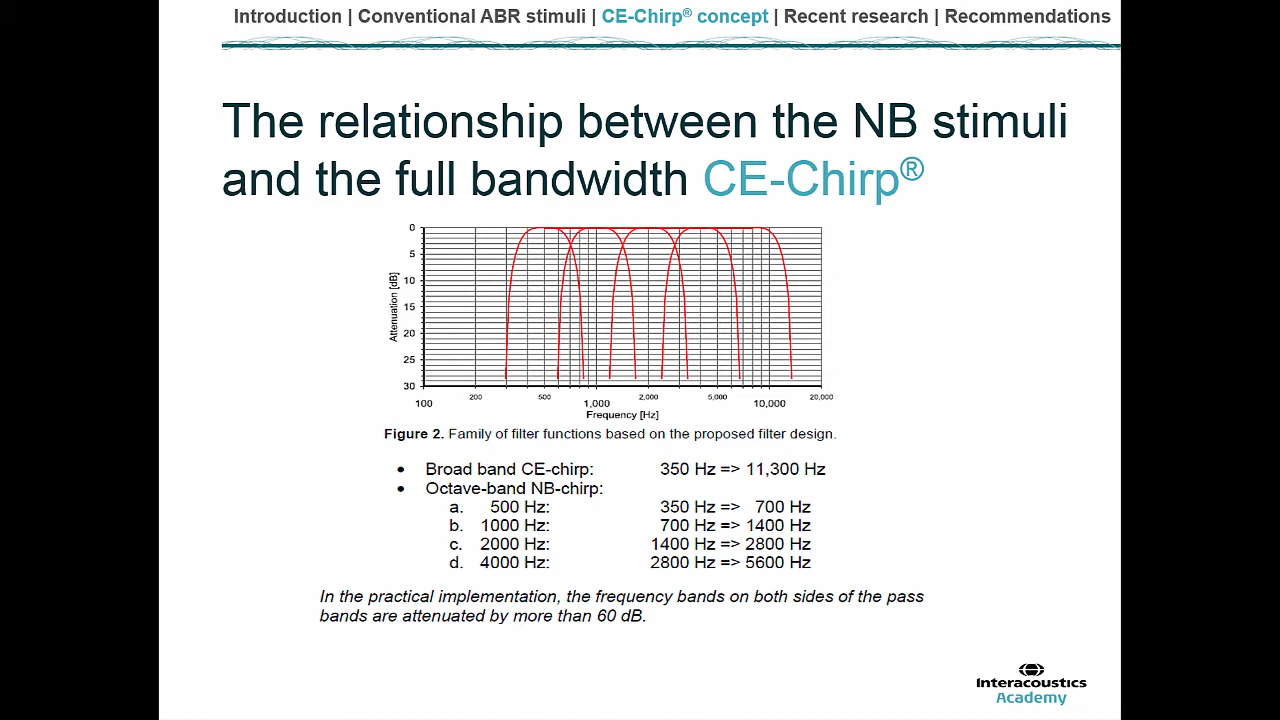 Introduction | Conventional ABR stimuli | CE-Chirp® concept | Recent research | Recommendations
The relationship between the NB stimuli
and the full bandwidth CE-Chirp®
0
5
10
15
20
25
30
Attenuation [dB]
100 200 500 1,000 2,000 5,000 10,000 20,000
Frequency [Hz]
Figure 2. Family of filter functions based on the proposed filter design.
• Broad band CE-chirp: 350 Hz => 11,300 Hz
• Octave-band NB-chirp:
a. 500 Hz: 350 Hz => 700 Hz
b. 1000 Hz: 700 Hz => 1400 Hz
c. 2000 Hz: 1400 Hz => 2800 Hz
d. 4000 Hz: 2800 Hz => 5600 Hz
In the practical implementation, the frequency bands on both sides of the pass
bands are attenuated by more than 60 dB.
Interacoustics
Academy